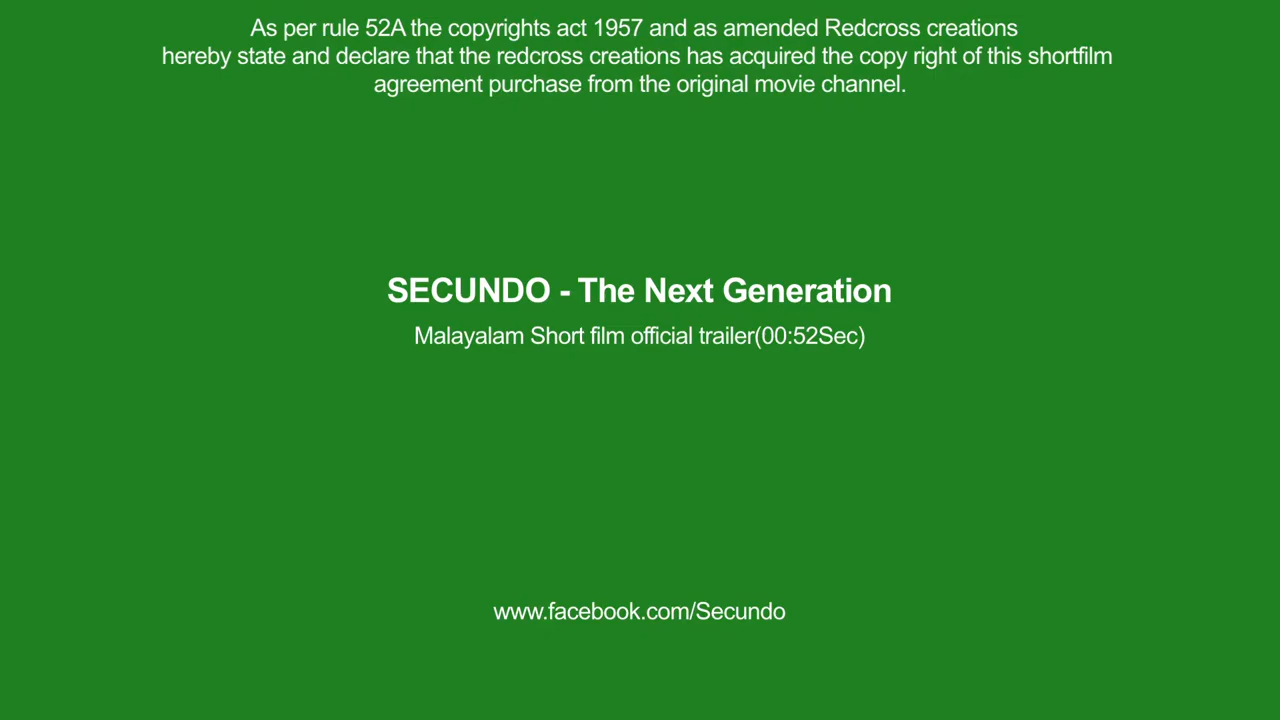 As per rule 52A the copyrights act 1957 and as amended Redcross creations
hereby state and declare that the redcross creations has acquired the copy right of this shortfilm
agreement purchase from the original movie channel.
SECUNDO - The Next Generation
Malayalam Short film official trailer(00:52Sec)
www.facebook.com/Secundo